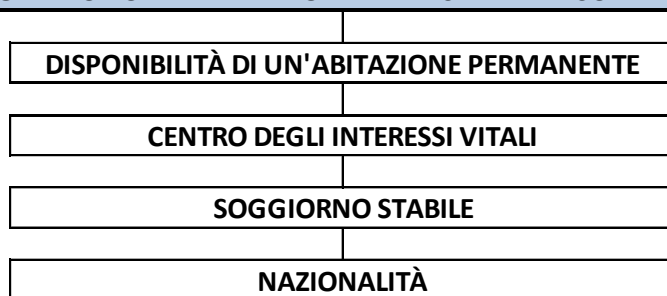 DISPONIBILITÀ DI UN'ABITAZIONE PERMANENTE
CENTRO DEGLI INTERESSI VITALI
SOGGIORNO STABILE
NAZIONALITÀ